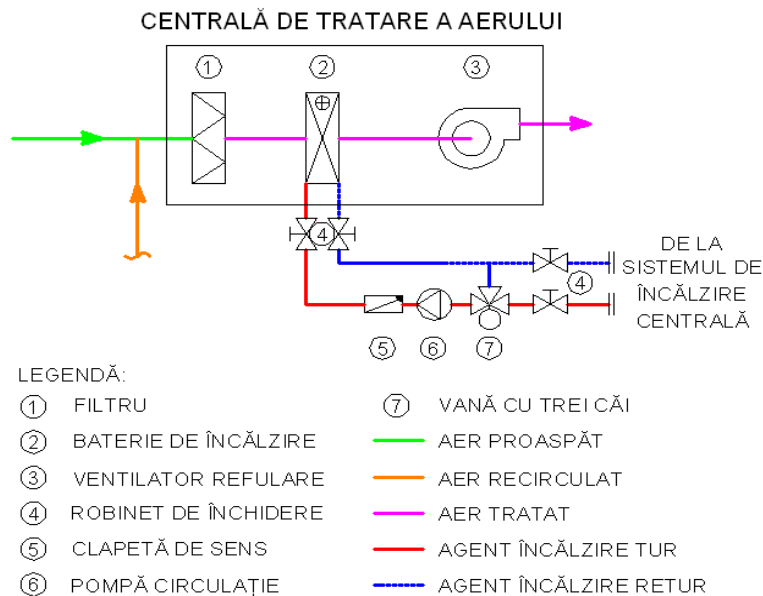 CENTRALĂ DE TRATARE A AERULUI
1
2
3
4
DE LA
SISTEMUL DE
ÎNCĂLZIRE
CENTRALĂ
4
5
6
7
LEGENDĂ:
1 FILTRU
2 BATERIE DE ÎNCĂLZIRE
3 VENTILATOR REFULARE
4 ROBINET DE ÎNCHIDERE
5 CLAPETĂ DE SENS
6 POMPĂ CIRCULAȚIE
7 VANĂ CU TREI CĂI
AER PROASPĂT
AER RECIRCULAT
AER TRATAT
AGENT ÎNCĂLZIRE TUR
AGENT ÎNCĂLZIRE RETUR